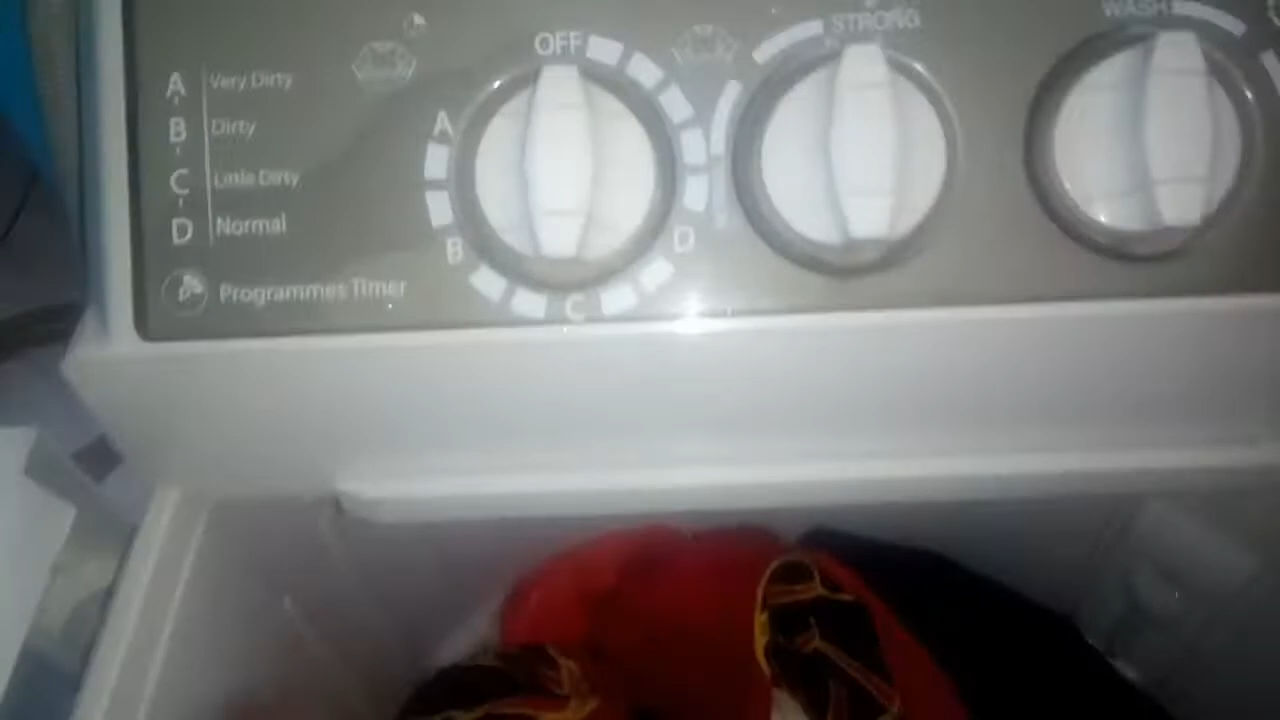 OFF
STRONG
WASH
A Very Dirty
B Dirty
C Little Dirty
D Normal
Programmes Timer
A
B
C
D